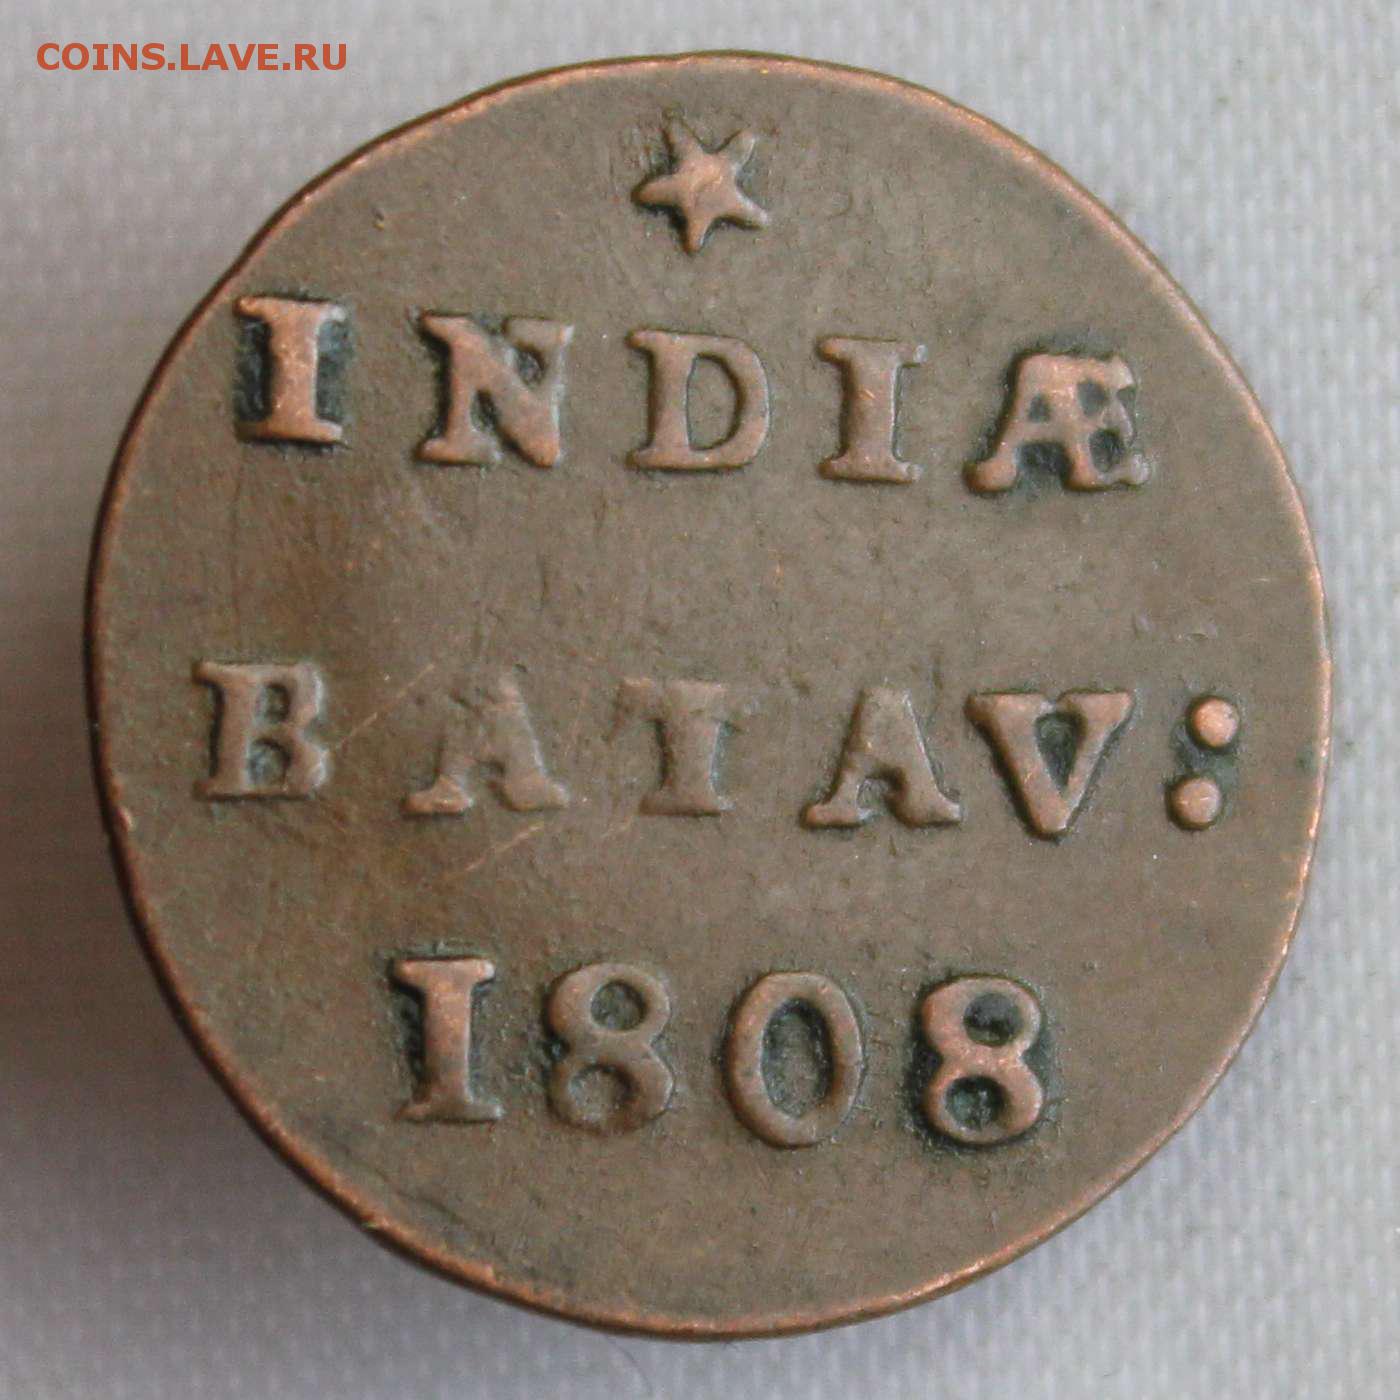 COINS.LAVE.RU
INDIÆ
BATAV:
1808